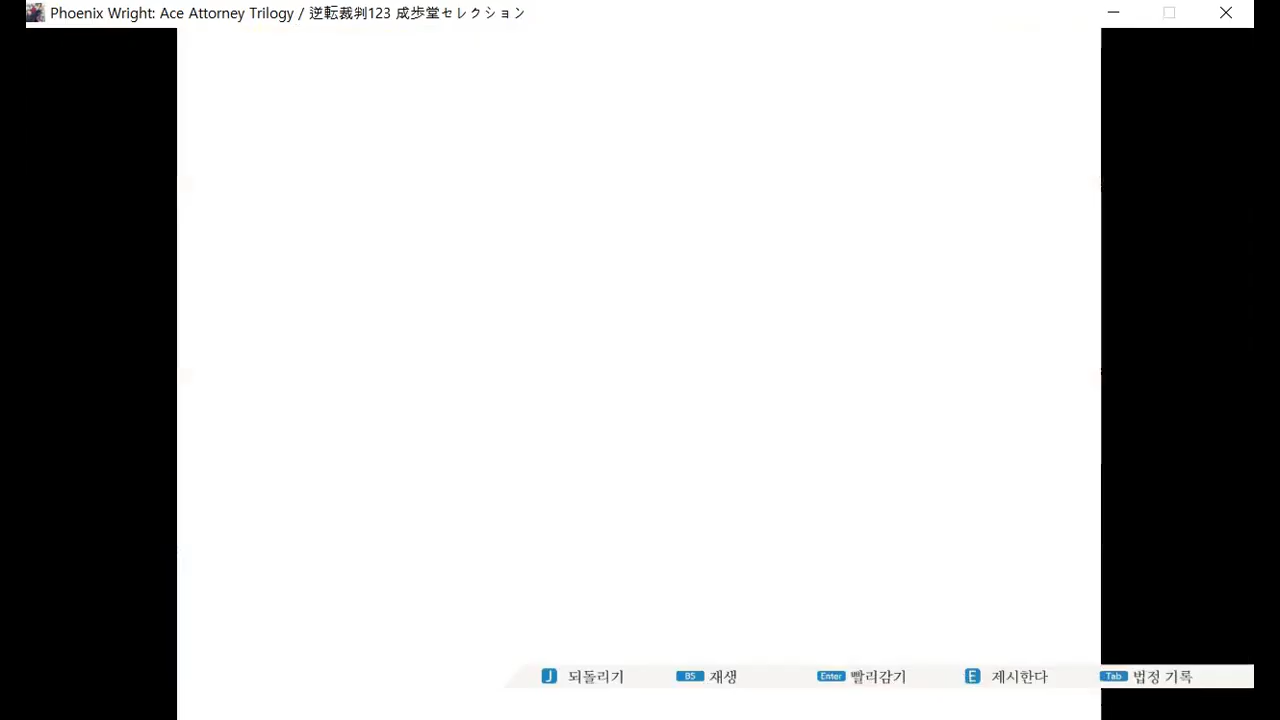 Phoenix Wright: Ace Attorney Trilogy / 逆転裁判123 成歩堂セレクション
J 되돌리기 BS 재생 Enter 빨리감기 E 제시한다 Tab 법정 기록